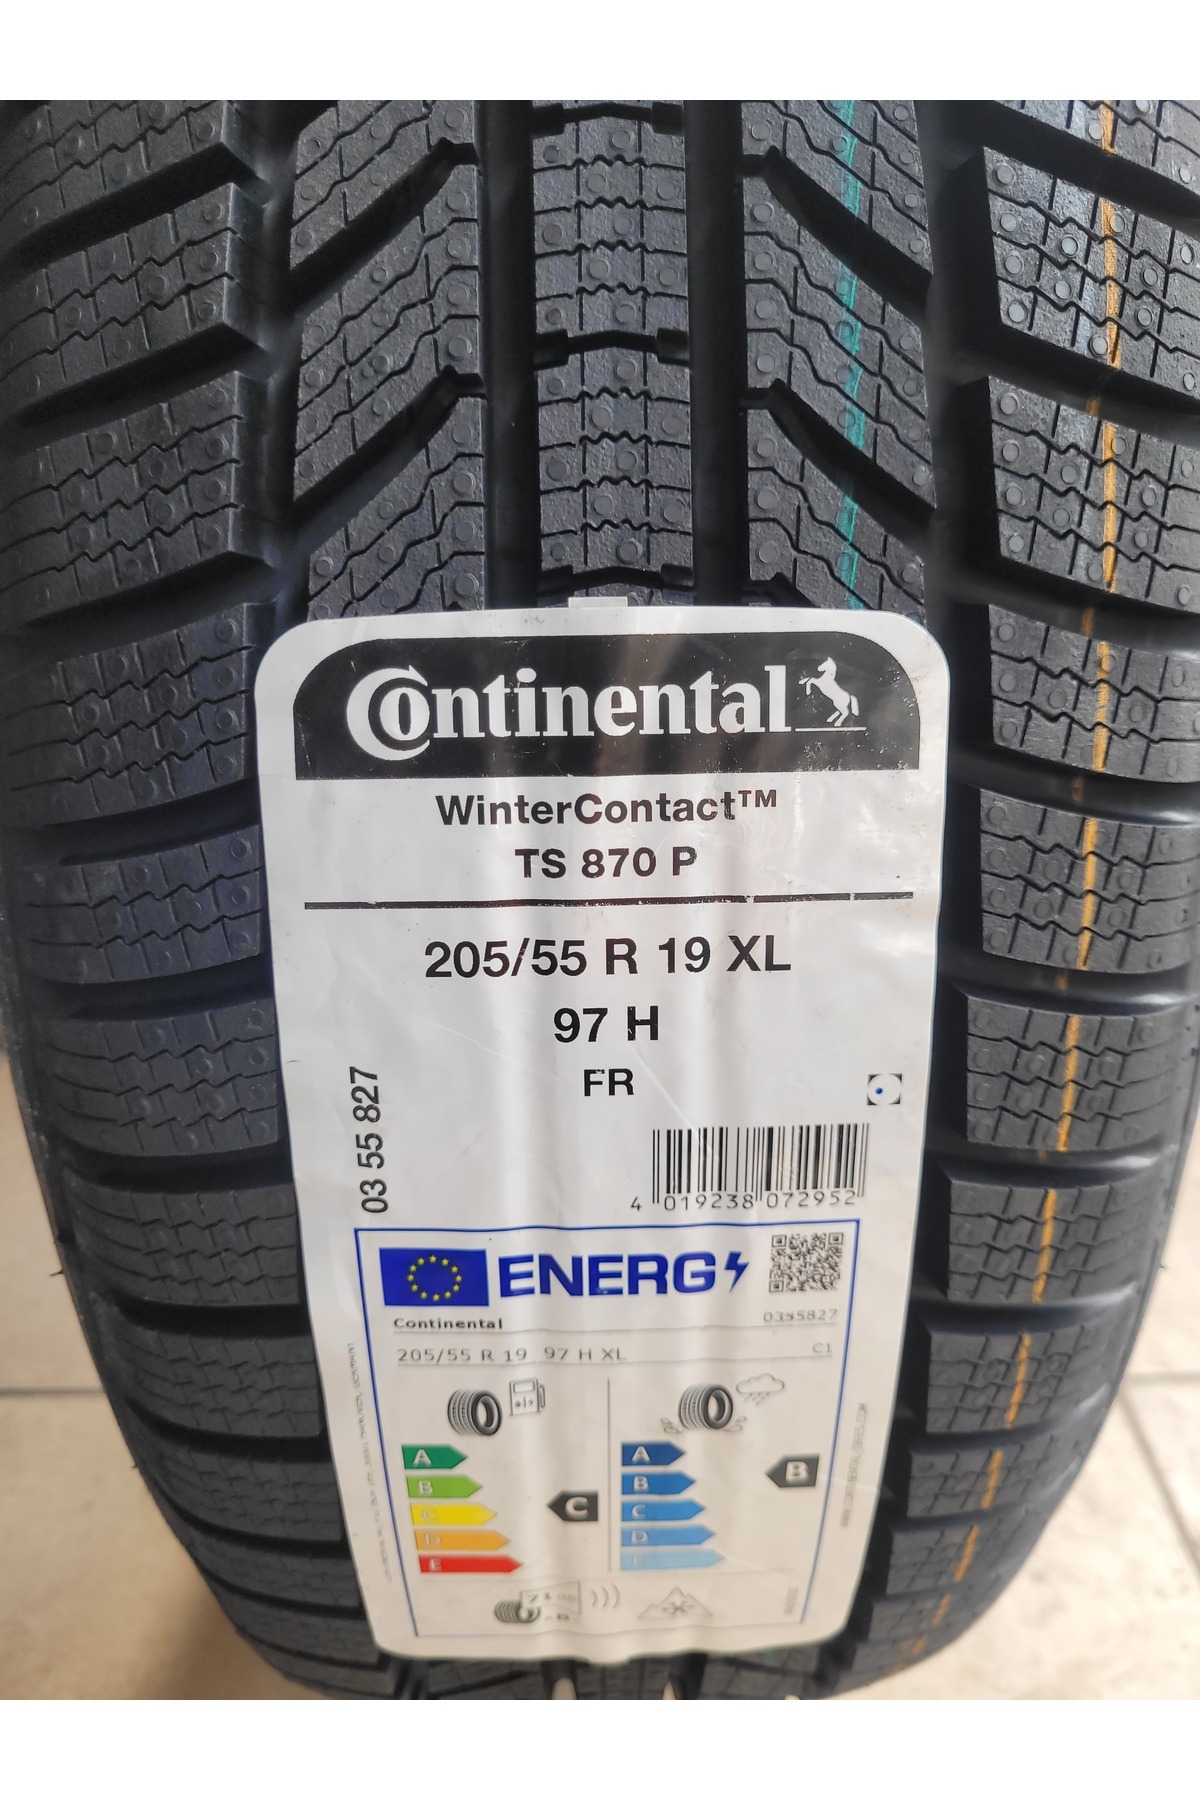 Continental
WinterContact™
TS 870 P
205/55 R 19 XL
97 H
FR
03 55 827
4 019238 072952
ENERG
Continental
0355827
205/55 R 19 97 H XL
C1
A
A
B
B
B
C
C
C
D
D
E
71